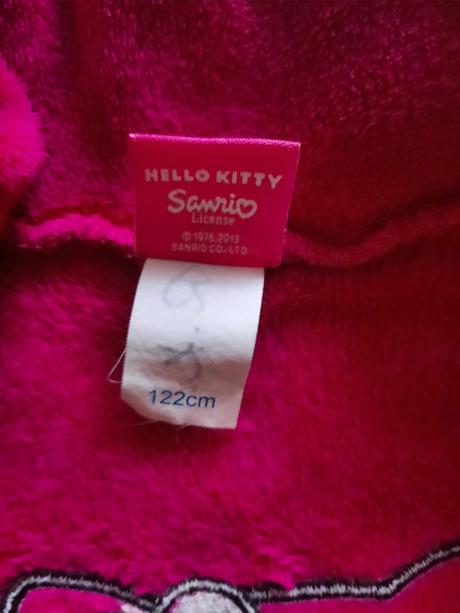 HELLO KITTY
Sanrio
License
© 1976, 2013
SANRIO CO., LTD.
122cm